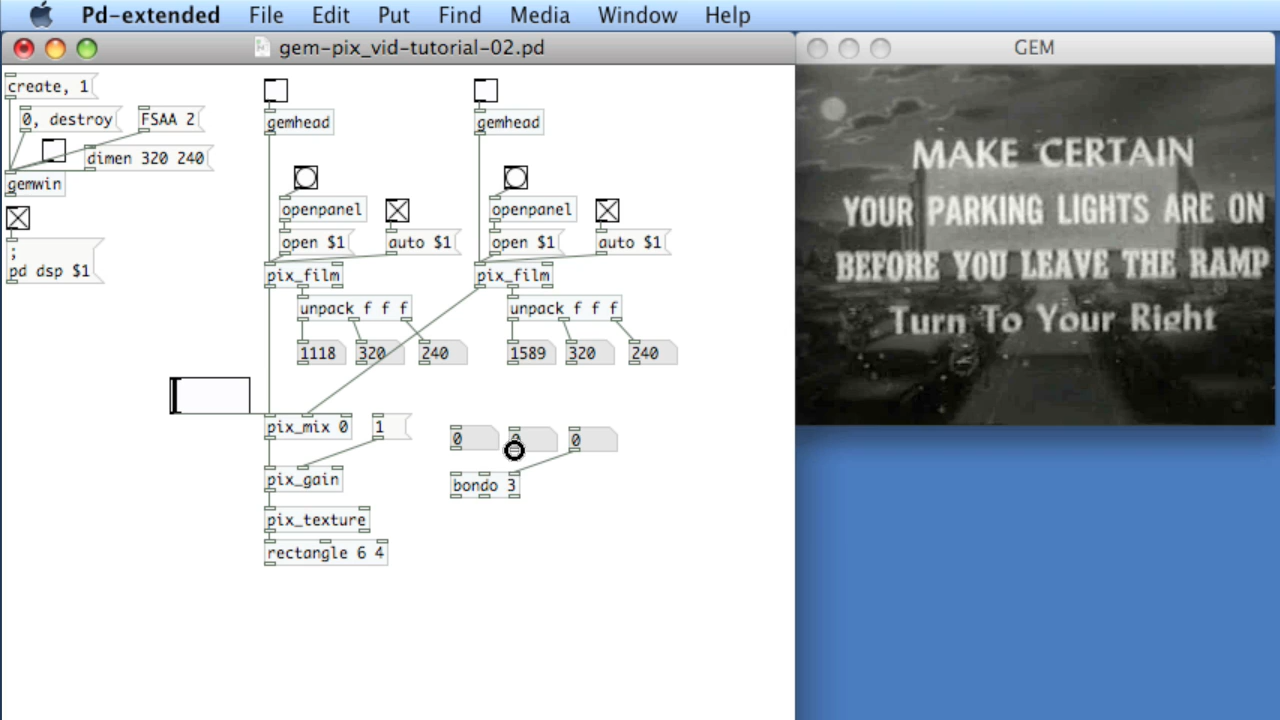 Pd-extended File Edit Put Find Media Window Help
gem-pix_vid-tutorial-02.pd
GEM
create, 1
0, destroy
FSAA 2
dimen 320 240
gemwin
;
pd dsp $1
gemhead
openpanel
open $1
auto $1
pix_film
unpack f f f
1118
320
240
gemhead
openpanel
open $1
auto $1
pix_film
unpack f f f
1589
320
240
pix_mix 0
1
pix_gain
pix_texture
rectangle 6 4
0
0
0
bondo 3
MAKE CERTAIN
YOUR PARKING LIGHTS ARE ON
BEFORE YOU LEAVE THE RAMP
Turn To Your Right